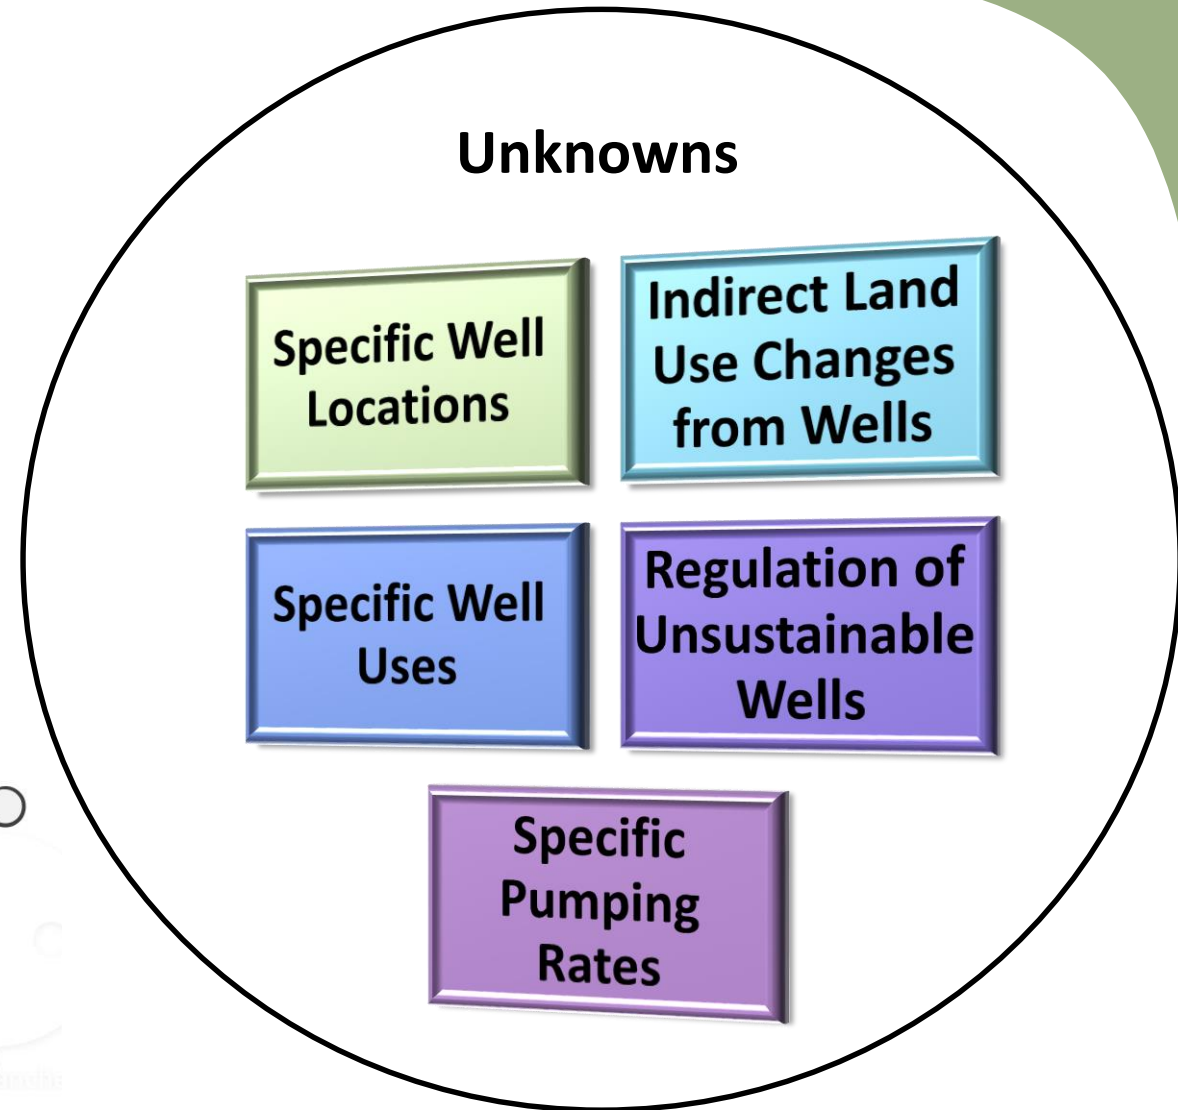 Unknowns
Specific Well
Locations
Indirect Land
Use Changes
from Wells
Specific Well
Uses
Regulation of
Unsustainable
Wells
Specific
Pumping
Rates